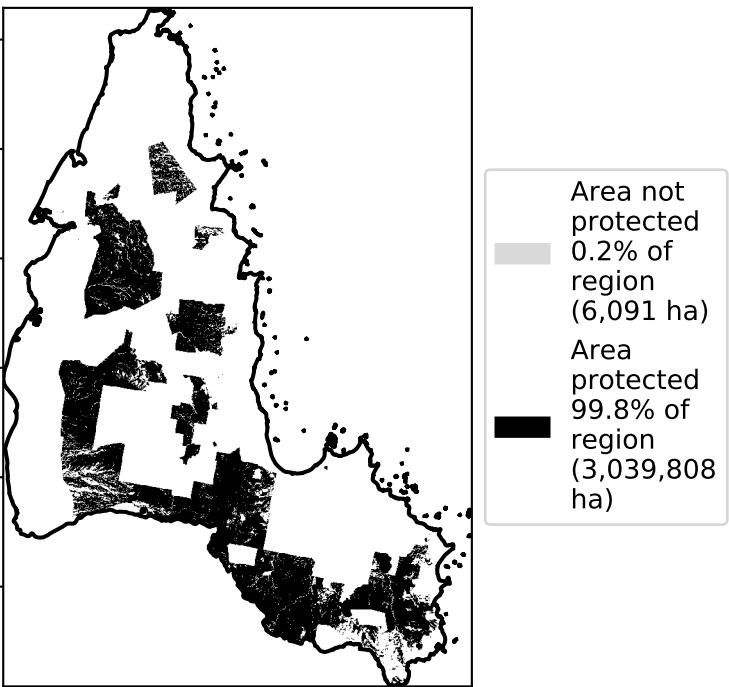 Area not
protected
0.2% of
region
(6,091 ha)
Area
protected
99.8% of
region
(3,039,808
ha)